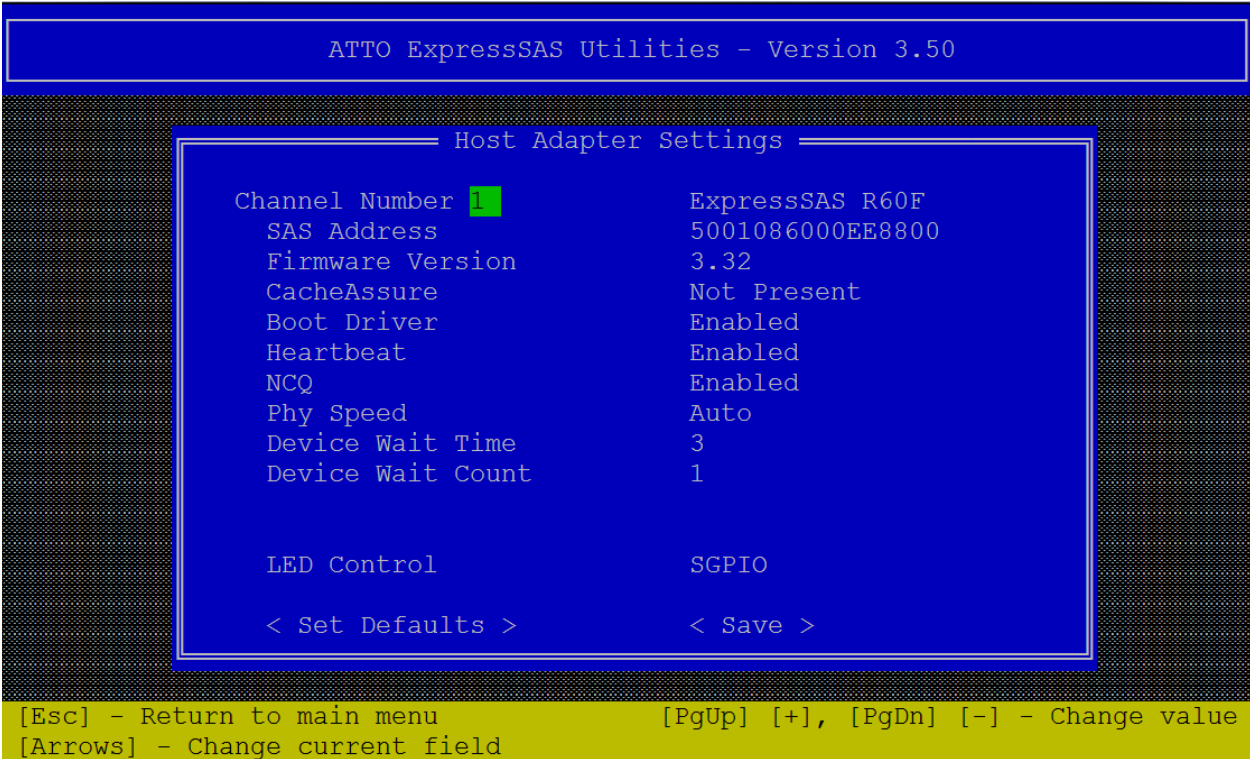 ATTO ExpressSAS Utilities - Version 3.50
Host Adapter Settings
Channel Number 1 ExpressSAS R60F
SAS Address 5001086000EE8800
Firmware Version 3.32
CacheAssure Not Present
Boot Driver Enabled
Heartbeat Enabled
NCQ Enabled
Phy Speed Auto
Device Wait Time 3
Device Wait Count 1
LED Control SGPIO
< Set Defaults > < Save >
[Esc] - Return to main menu [PgUp] [+], [PgDn] [-] - Change value
[Arrows] - Change current field